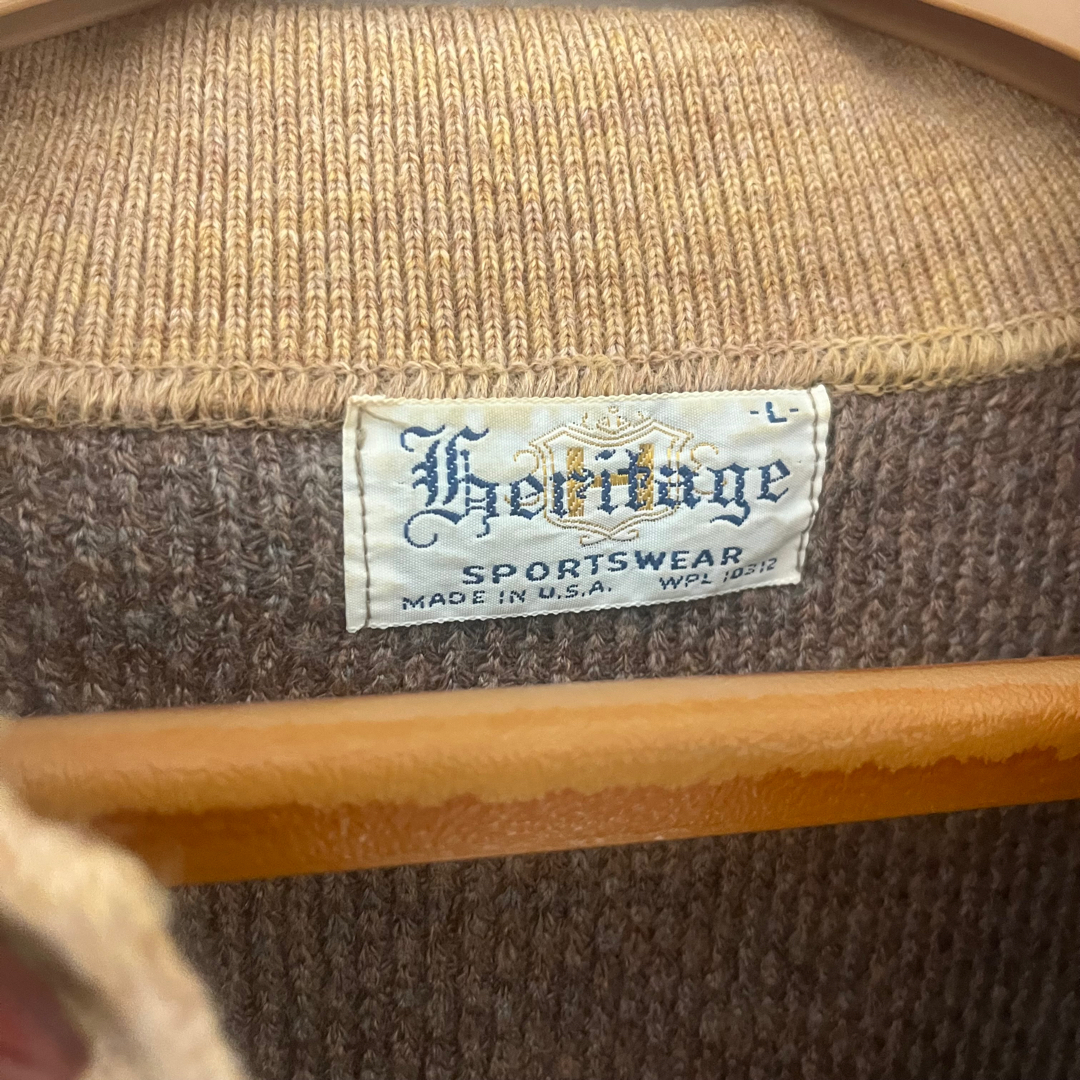 -L-
Heritage
SPORTSWEAR
MADE IN U.S.A. WPL 10312